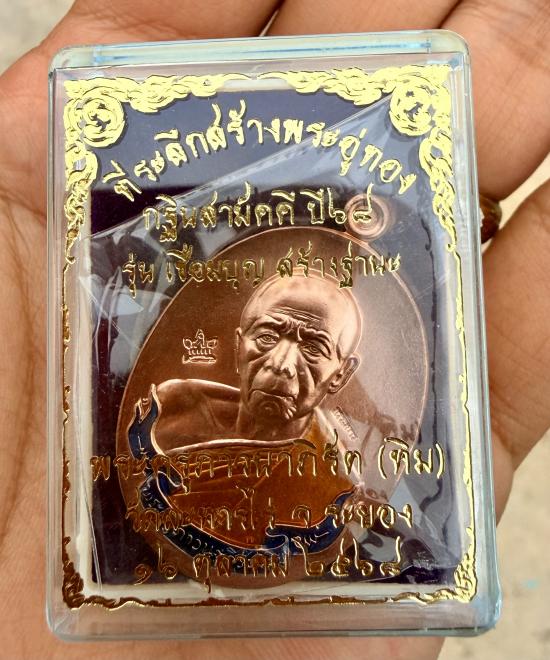 ที่ระลึกสร้างพระอู่ทอง
กฐินสามัคคี ปี๖๘
รุ่น เชื่อมบุญ สร้างฐานะ
พระครูภาวนาภิรัต (ทิม)
วัดละหารไร่ จ.ระยอง
๑๖ ตุลาคม ๒๕๖๘